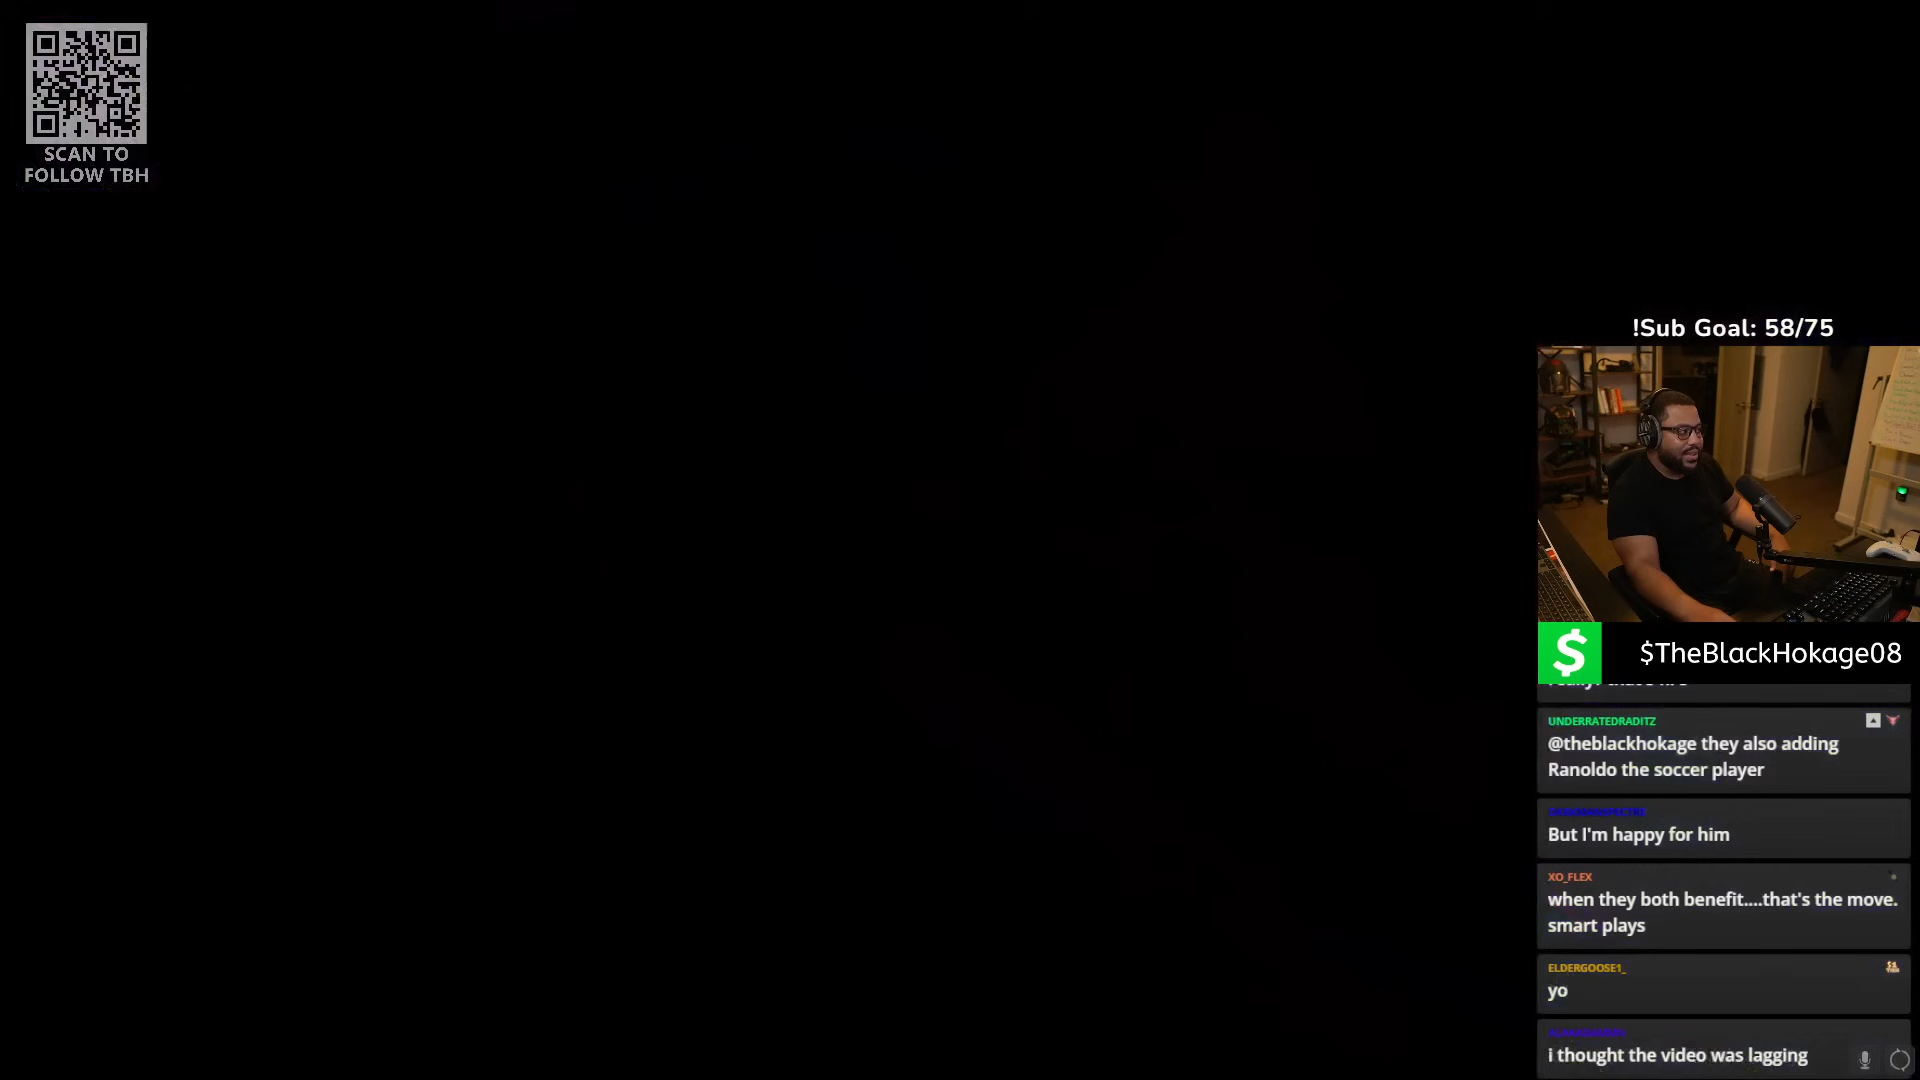 SCAN TO
FOLLOW TBH
!Sub Goal: 58/75
$TheBlackHokage08
UNDERRATEDRADITZ
@theblackhokage they also adding
Ranoldo the soccer player
But I'm happy for him
XO_FLEX
when they both benefit....that's the move.
smart plays
ELDERGOOSE1_
yo
i thought the video was lagging